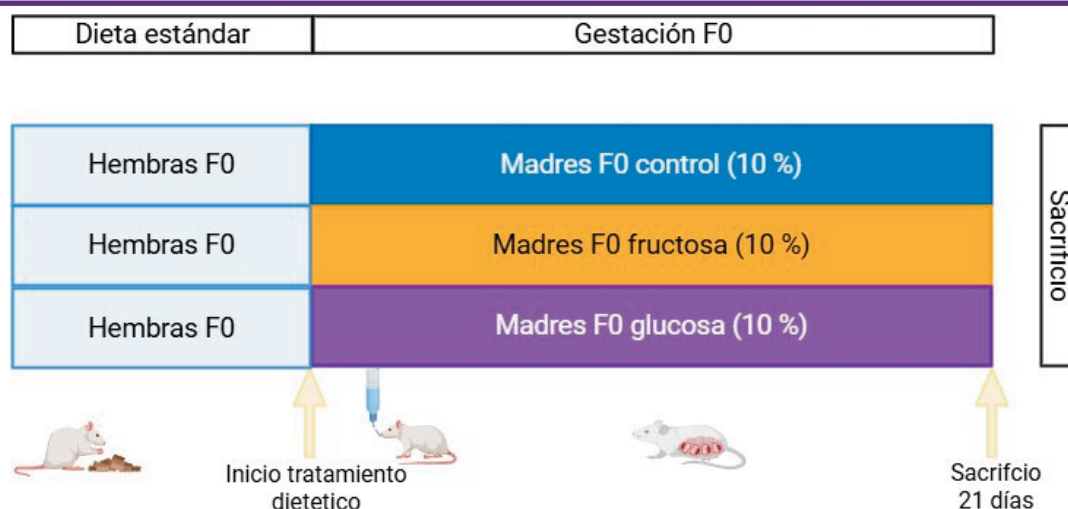 Dieta estándar
Gestación F0
Hembras F0
Madres F0 control (10 %)
Hembras F0
Madres F0 fructosa (10 %)
Hembras F0
Madres F0 glucosa (10 %)
Sacrificio
Inicio tratamiento
dietetico
Sacrifcio
21 días